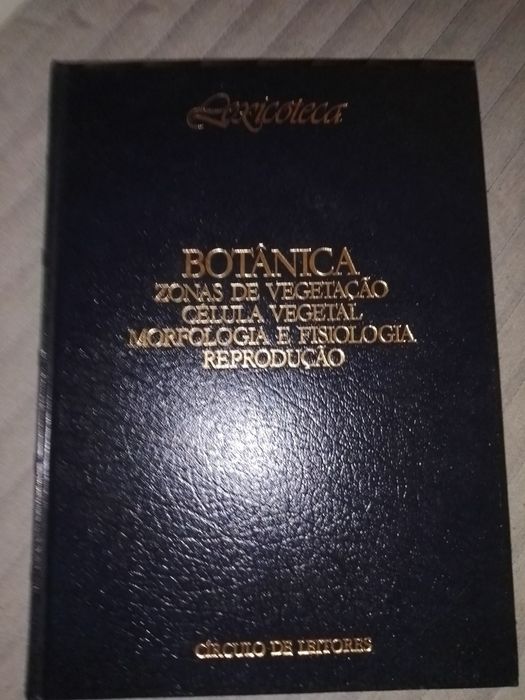 Lexicoteca
BOTÂNICA
ZONAS DE VEGETAÇÃO
CÉLULA VEGETAL
MORFOLOGIA E FISIOLOGIA
REPRODUÇÃO
CÍRCULO DE LEITORES